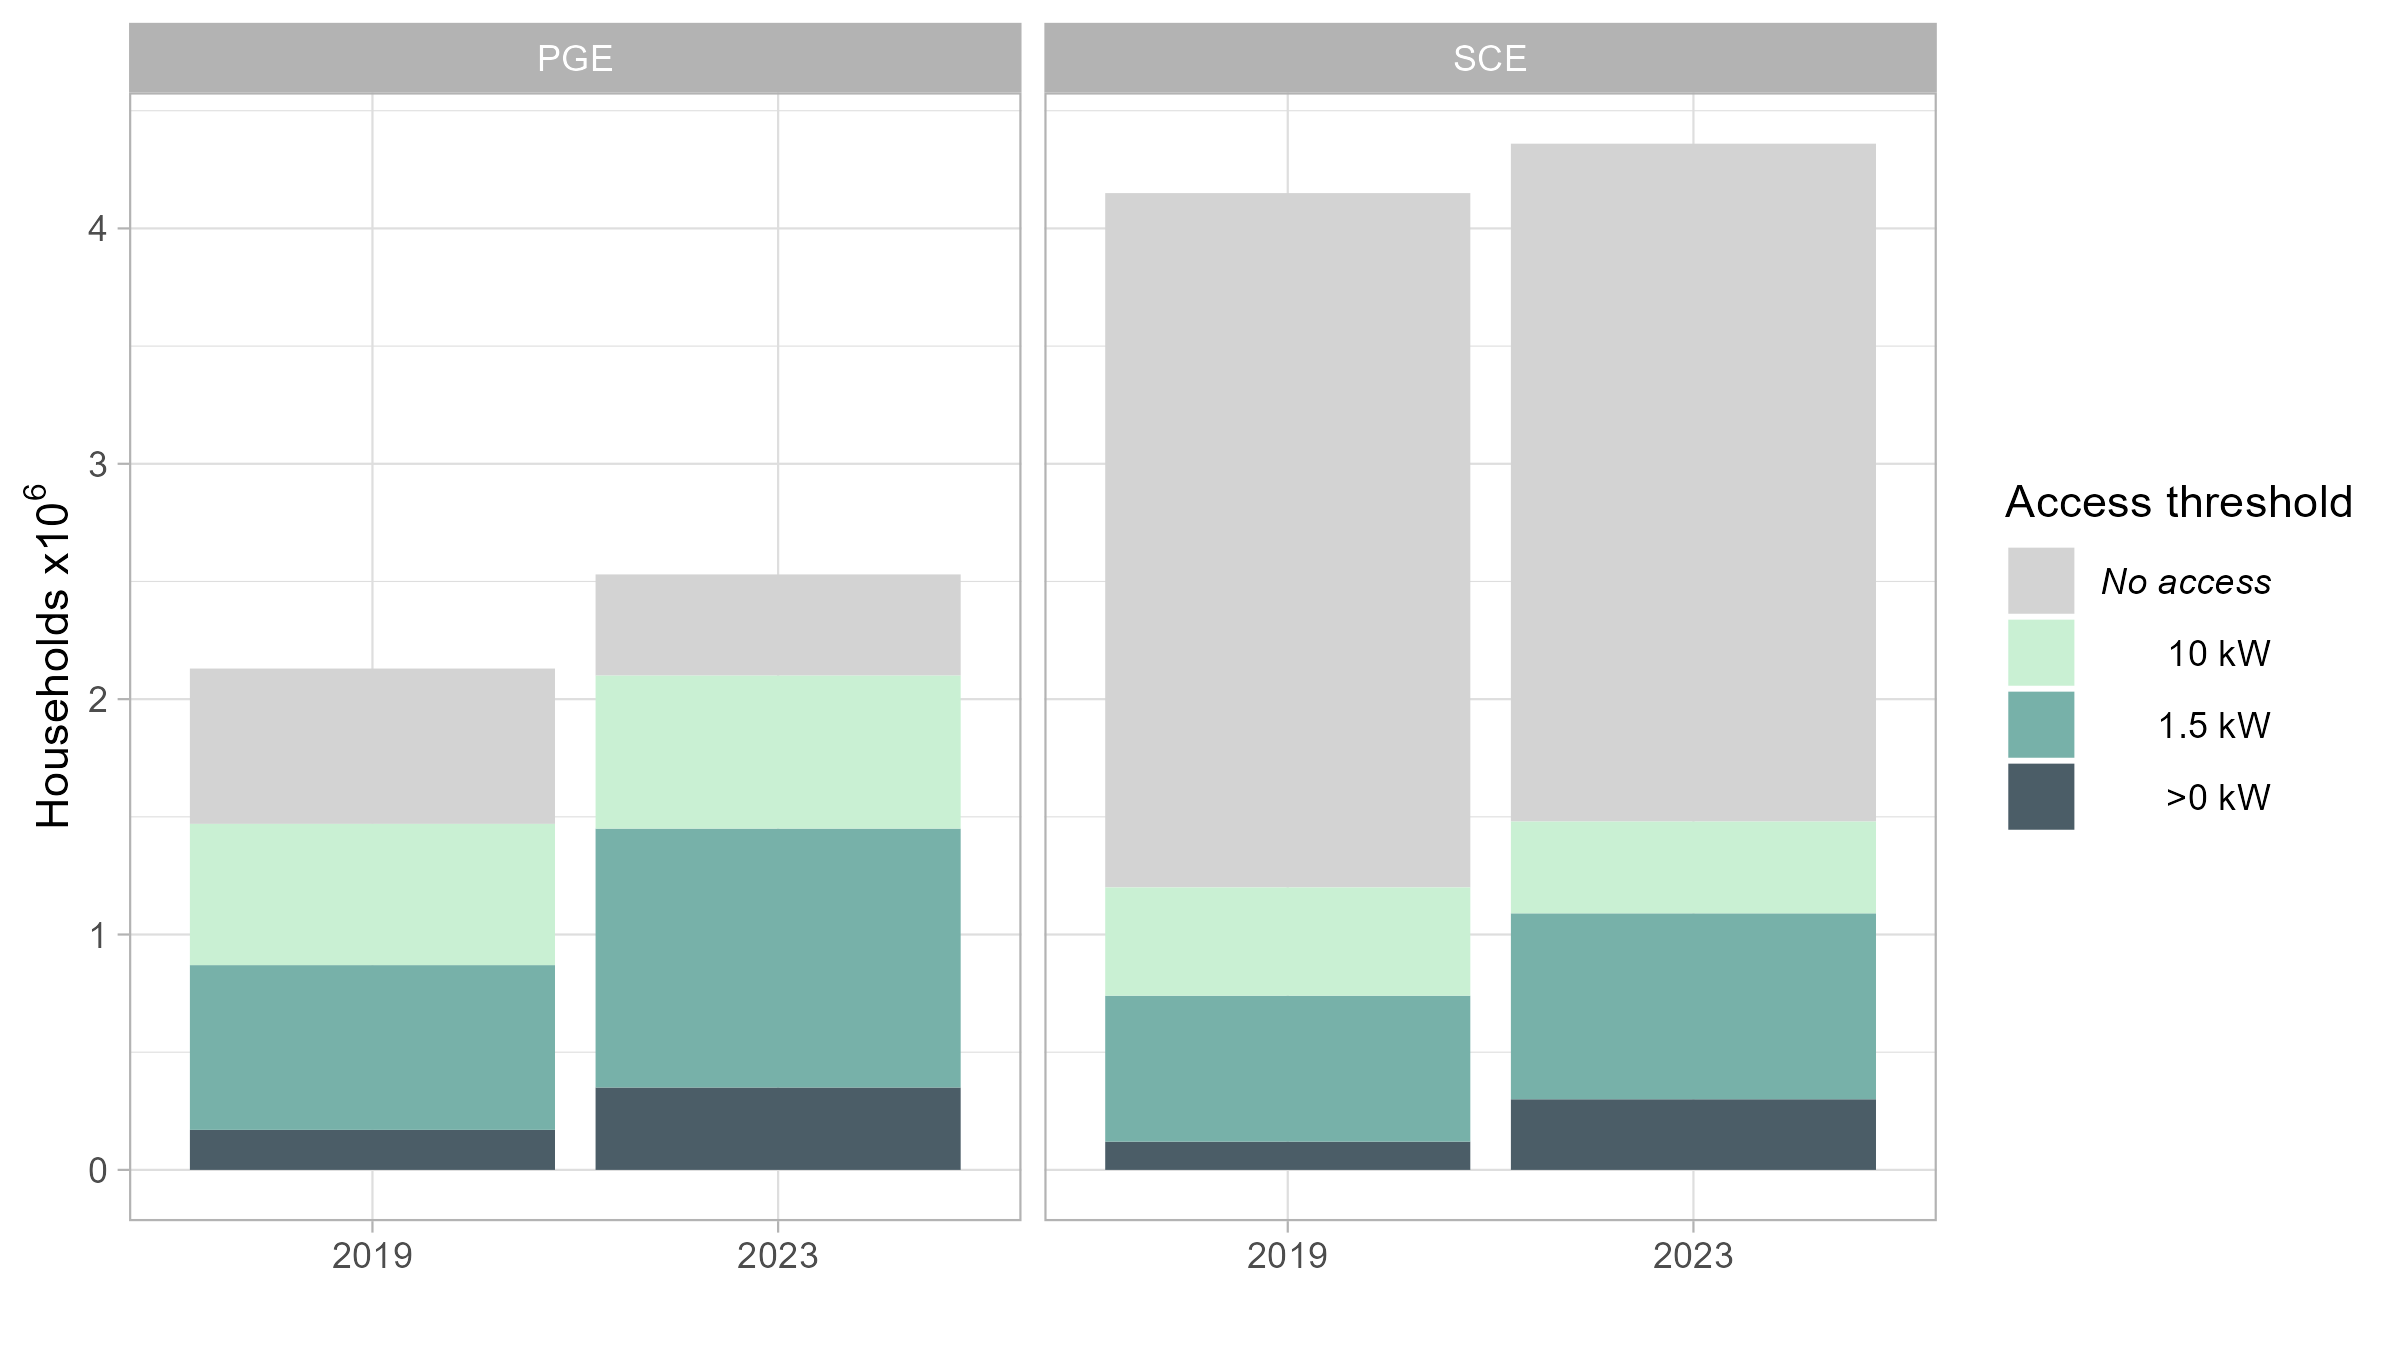 PGE
SCE
Households x10⁶
4
3
2
1
0
2019
2023
2019
2023
Access threshold
No access
10 kW
1.5 kW
>0 kW